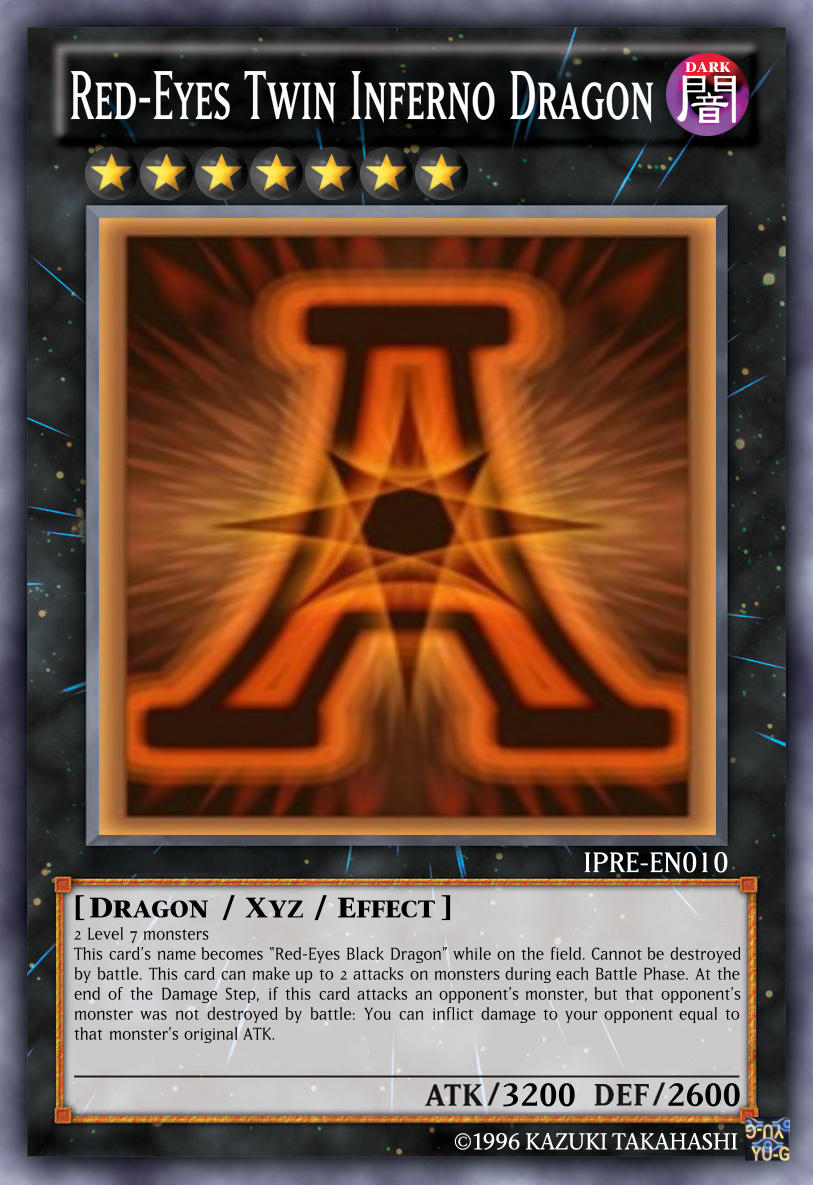 Red-Eyes Twin Inferno Dragon
DARK
闇
A
IPRE-EN010
[ Dragon / Xyz / Effect ]
2 Level 7 monsters
This card's name becomes "Red-Eyes Black Dragon" while on the field. Cannot be destroyed
by battle. This card can make up to 2 attacks on monsters during each Battle Phase. At the
end of the Damage Step, if this card attacks an opponent's monster, but that opponent's
monster was not destroyed by battle: You can inflict damage to your opponent equal to
that monster's original ATK.
ATK/3200 DEF/2600
©1996 KAZUKI TAKAHASHI
YU-G
YU-G